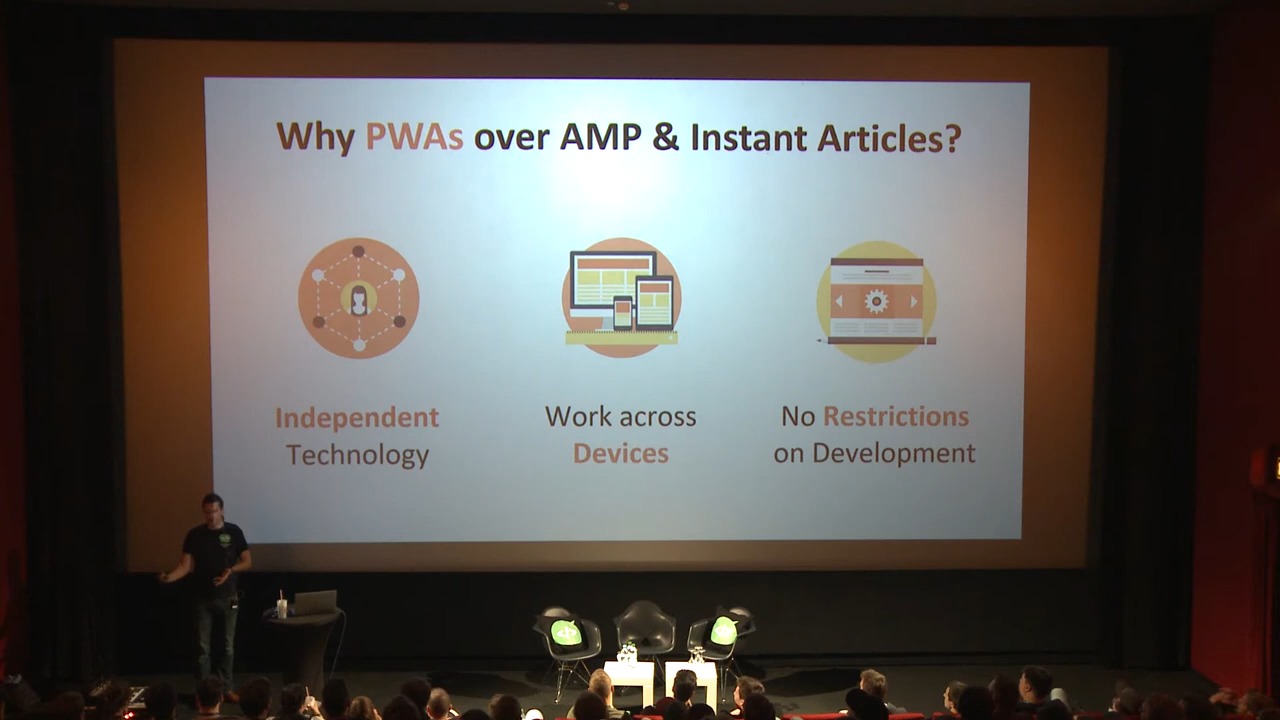 Why PWAs over AMP & Instant Articles?
Independent
Technology
Work across
Devices
No Restrictions
on Development